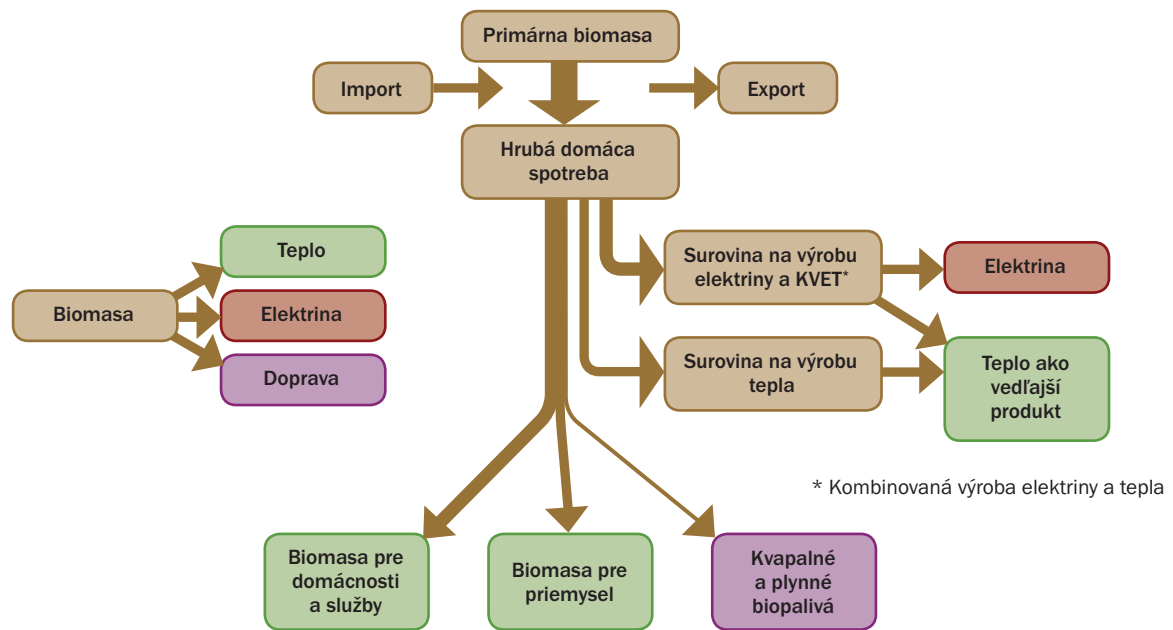 Primárna biomasa
Import
Export
Hrubá domáca
spotreba
Teplo
Biomasa
Elektrina
Doprava
Surovina na výrobu
elektriny a KVET*
Elektrina
Surovina na výrobu
tepla
Teplo ako
vedľajší
produkt
* Kombinovaná výroba elektriny a tepla
Biomasa pre
domácnosti
a služby
Biomasa pre
priemysel
Kvapalné
a plynné
biopalivá